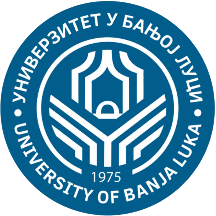 УНИВЕРЗИТЕТ У БАЊОЈ ЛУЦИ
1975
UNIVERSITY OF BANJA LUKA